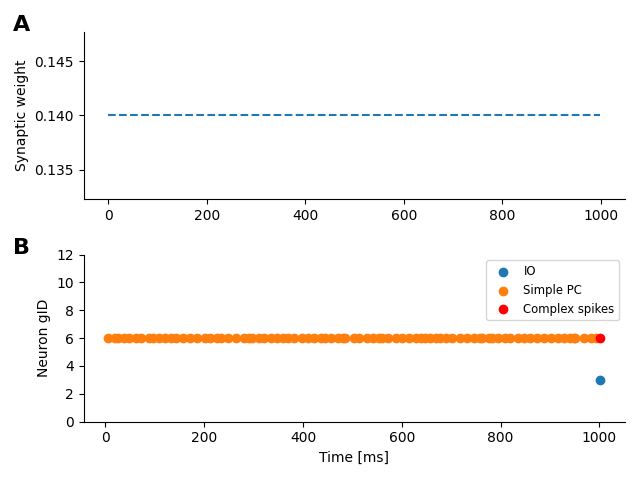 A
Synaptic weight
0.145
0.140
0.135
0 200 400 600 800 1000
B
Neuron gID
12
10
8
6
4
2
0
IO
Simple PC
Complex spikes
0 200 400 600 800 1000
Time [ms]